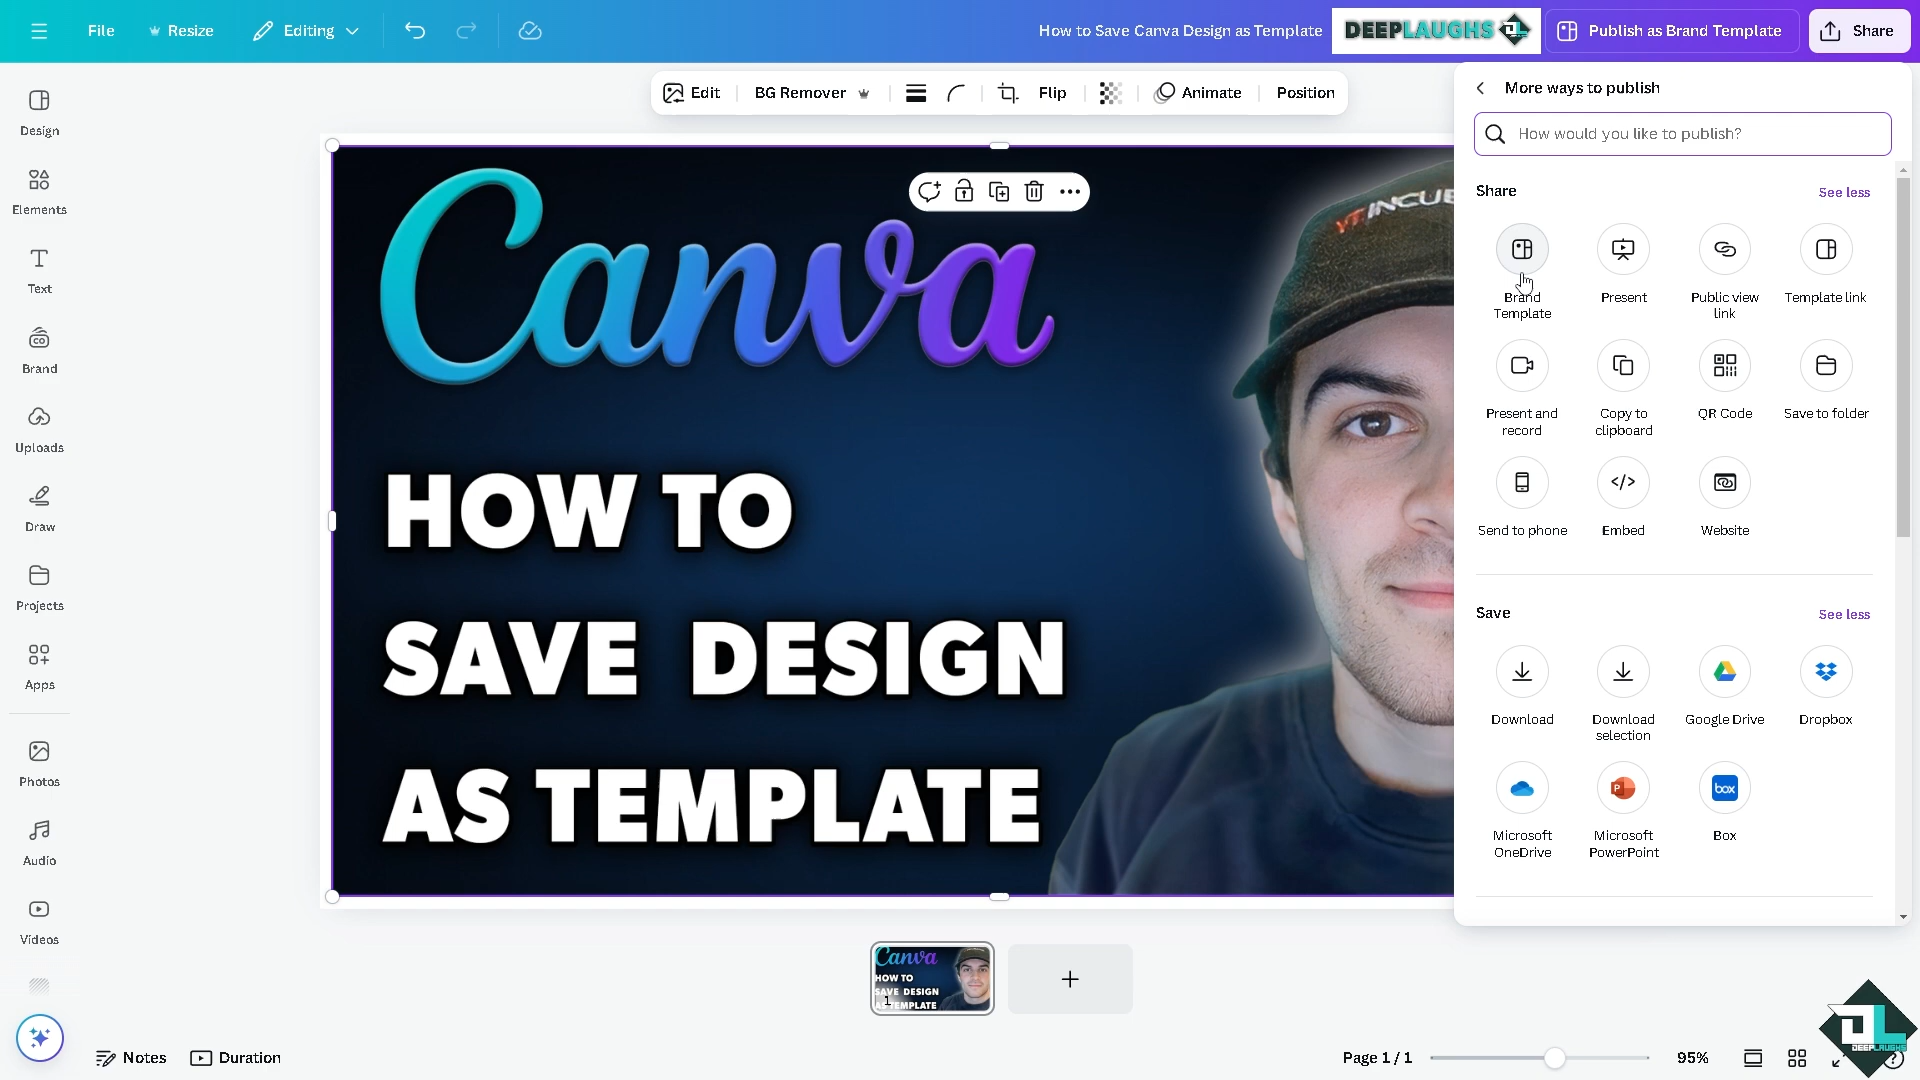 File
Resize
Editing
How to Save Canva Design as Template
DEEPLAUGHS
Publish as Brand Template
Share
Edit
BG Remover
Flip
Animate
Position
Design
Elements
Text
Brand
Uploads
Draw
Projects
Apps
Photos
Audio
Videos
Canva
HOW TO
SAVE DESIGN
AS TEMPLATE
More ways to publish
How would you like to publish?
Share
See less
Brand
Template
Present
Public view
link
Template link
Present and
record
Copy to
clipboard
QR Code
Save to folder
Send to phone
Embed
Website
Save
See less
Download
Download
selection
Google Drive
Dropbox
Microsoft
OneDrive
Microsoft
PowerPoint
box
Box
Canva
HOW TO
SAVE DESIGN
1
Notes
Duration
Page 1 / 1
95%
DEEPLAUGHS